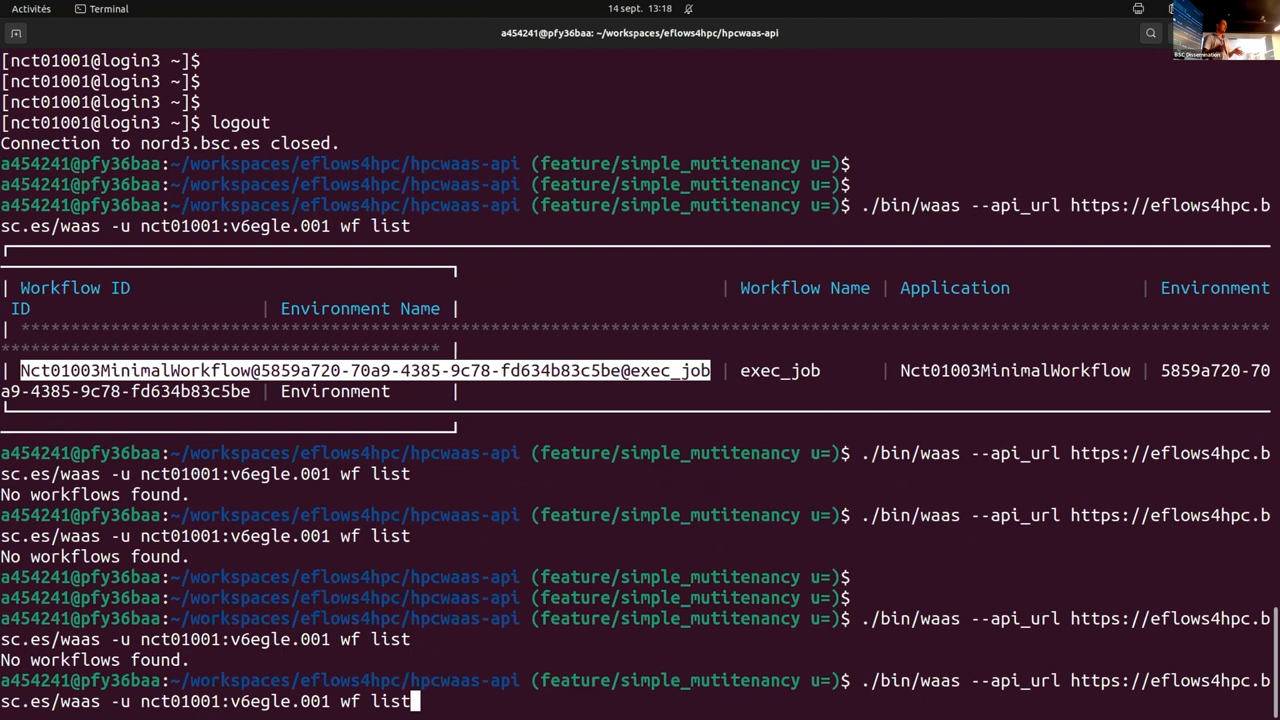 Activités
Terminal
14 sept. 13:18
a454241@pfy36baa: ~/workspaces/eflows4hpc/hpcwaas-api
BSC Dissemination
[nct01001@login3 ~]$
[nct01001@login3 ~]$
[nct01001@login3 ~]$
[nct01001@login3 ~]$ logout
Connection to nord3.bsc.es closed.
a454241@pfy36baa:~/workspaces/eflows4hpc/hpcwaas-api (feature/simple_mutitenancy u=)$
a454241@pfy36baa:~/workspaces/eflows4hpc/hpcwaas-api (feature/simple_mutitenancy u=)$
a454241@pfy36baa:~/workspaces/eflows4hpc/hpcwaas-api (feature/simple_mutitenancy u=)$ ./bin/waas --api_url https://eflows4hpc.b
sc.es/waas -u nct01001:v6egle.001 wf list
| Workflow ID | Workflow Name | Application | Environment
ID | Environment Name |
| *****************************************************************************************************************************
******************************************* |
| Nct01003MinimalWorkflow@5859a720-70a9-4385-9c78-fd634b83c5be@exec_job | exec_job | Nct01003MinimalWorkflow | 5859a720-70
a9-4385-9c78-fd634b83c5be | Environment |
a454241@pfy36baa:~/workspaces/eflows4hpc/hpcwaas-api (feature/simple_mutitenancy u=)$ ./bin/waas --api_url https://eflows4hpc.b
sc.es/waas -u nct01001:v6egle.001 wf list
No workflows found.
a454241@pfy36baa:~/workspaces/eflows4hpc/hpcwaas-api (feature/simple_mutitenancy u=)$ ./bin/waas --api_url https://eflows4hpc.b
sc.es/waas -u nct01001:v6egle.001 wf list
No workflows found.
a454241@pfy36baa:~/workspaces/eflows4hpc/hpcwaas-api (feature/simple_mutitenancy u=)$
a454241@pfy36baa:~/workspaces/eflows4hpc/hpcwaas-api (feature/simple_mutitenancy u=)$
a454241@pfy36baa:~/workspaces/eflows4hpc/hpcwaas-api (feature/simple_mutitenancy u=)$ ./bin/waas --api_url https://eflows4hpc.b
sc.es/waas -u nct01001:v6egle.001 wf list
No workflows found.
a454241@pfy36baa:~/workspaces/eflows4hpc/hpcwaas-api (feature/simple_mutitenancy u=)$ ./bin/waas --api_url https://eflows4hpc.b
sc.es/waas -u nct01001:v6egle.001 wf list